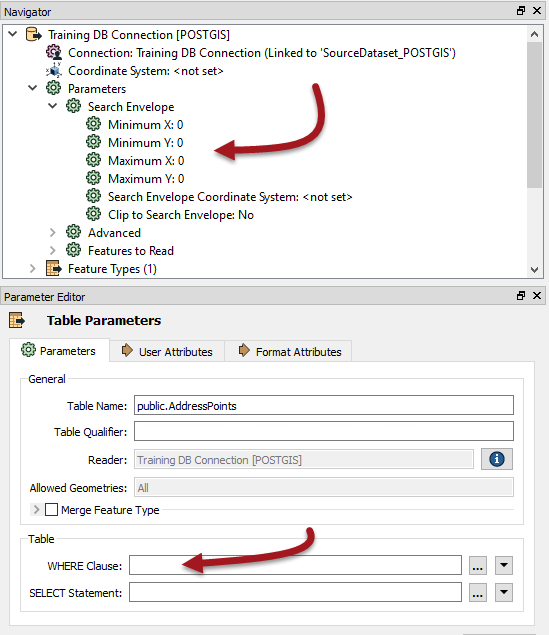 Navigator
Training DB Connection [POSTGIS]
Connection: Training DB Connection (Linked to 'SourceDataset_POSTGIS')
Coordinate System: <not set>
Parameters
Search Envelope
Minimum X: 0
Minimum Y: 0
Maximum X: 0
Maximum Y: 0
Search Envelope Coordinate System: <not set>
Clip to Search Envelope: No
Advanced
Features to Read
Feature Types (1)
Parameter Editor
Table Parameters
Parameters User Attributes Format Attributes
General
Table Name: public.AddressPoints
Table Qualifier:
Reader: Training DB Connection [POSTGIS]
Allowed Geometries: All
Merge Feature Type
Table
WHERE Clause: ...
SELECT Statement: ...